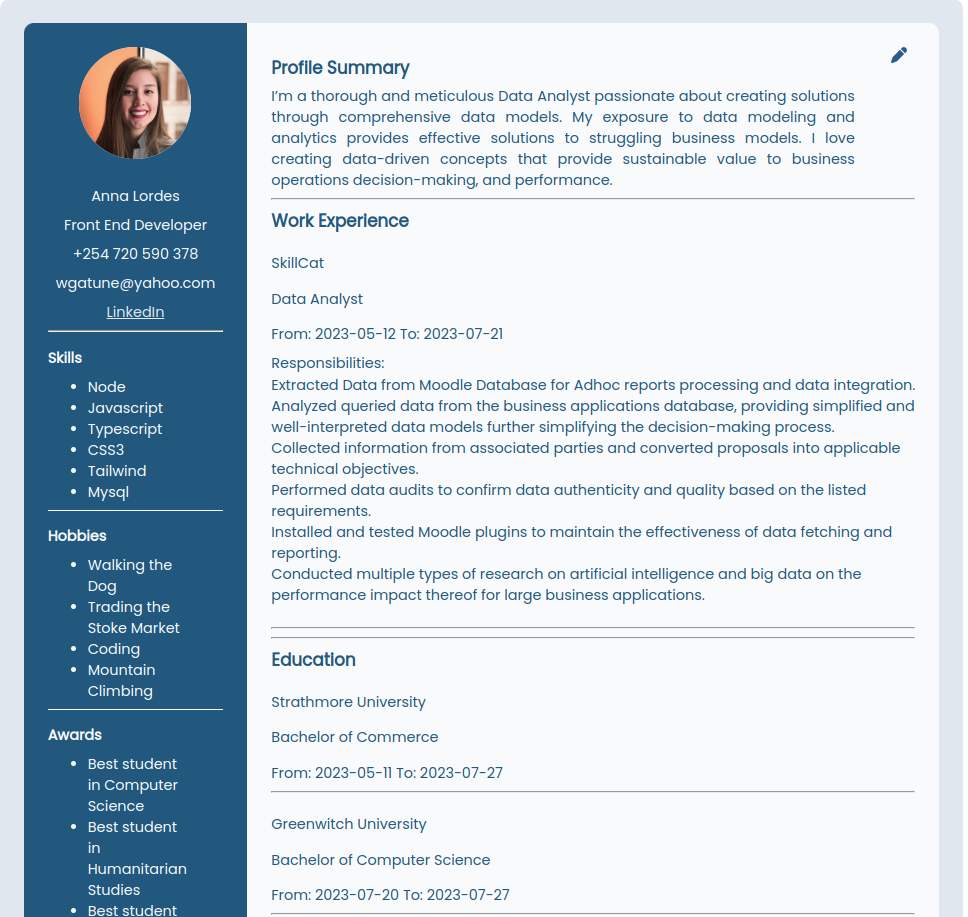 Anna Lordes
Front End Developer
+254 720 590 378
wgatune@yahoo.com
LinkedIn
Skills
Node
Javascript
Typescript
CSS3
Tailwind
Mysql
Hobbies
Walking the
Dog
Trading the
Stoke Market
Coding
Mountain
Climbing
Awards
Best student
in Computer
Science
Best student
in
Humanitarian
Studies
Best student
Profile Summary
I'm a thorough and meticulous Data Analyst passionate about creating solutions
through comprehensive data models. My exposure to data modeling and
analytics provides effective solutions to struggling business models. I love
creating data-driven concepts that provide sustainable value to business
operations decision-making, and performance.
Work Experience
SkillCat
Data Analyst
From: 2023-05-12 To: 2023-07-21
Responsibilities:
Extracted Data from Moodle Database for Adhoc reports processing and data integration.
Analyzed queried data from the business applications database, providing simplified and
well-interpreted data models further simplifying the decision-making process.
Collected information from associated parties and converted proposals into applicable
technical objectives.
Performed data audits to confirm data authenticity and quality based on the listed
requirements.
Installed and tested Moodle plugins to maintain the effectiveness of data fetching and
reporting.
Conducted multiple types of research on artificial intelligence and big data on the
performance impact thereof for large business applications.
Education
Strathmore University
Bachelor of Commerce
From: 2023-05-11 To: 2023-07-27
Greenwitch University
Bachelor of Computer Science
From: 2023-07-20 To: 2023-07-27